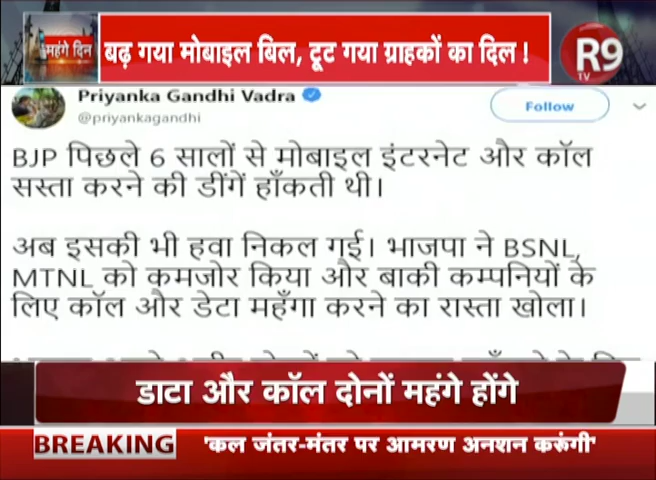 महंगे दिन
बढ़ गया मोबाइल बिल, टूट गया ग्राहकों का दिल !
R9
TV
Priyanka Gandhi Vadra
@priyankagandhi
Follow
BJP पिछले 6 सालों से मोबाइल इंटरनेट और कॉल
सस्ता करने की डींगें हाँकती थी।
अब इसकी भी हवा निकल गई। भाजपा ने BSNL,
MTNL को कमजोर किया और बाकी कम्पनियों के
लिए कॉल और डेटा महँगा करने का रास्ता खोला।
डाटा और कॉल दोनों महंगे होंगे
BREAKING 'कल जंतर-मंतर पर आमरण अनशन करूंगी'